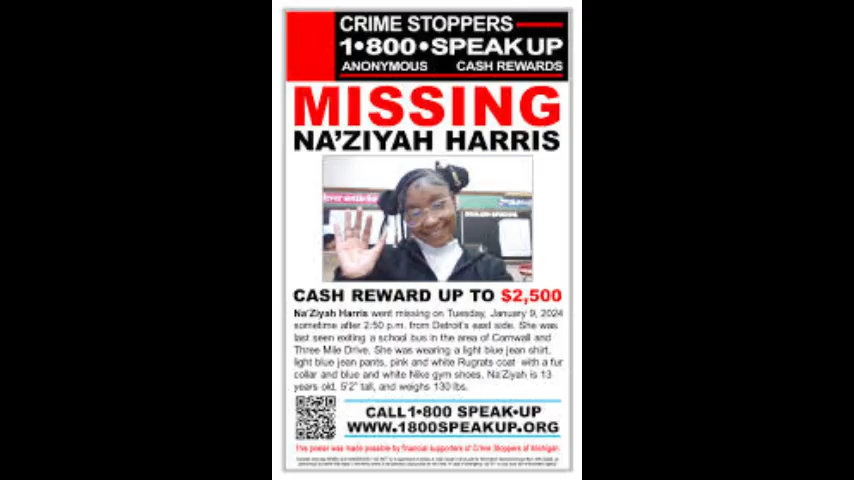 CRIME STOPPERS
1•800•SPEAK UP
ANONYMOUS CASH REWARDS
MISSING
NA'ZIYAH HARRIS
CASH REWARD UP TO $2,500
Na'Ziyah Harris went missing on Tuesday, January 9, 2024
sometime after 2:50 p.m. from Detroit's east side. She was
last seen exiting a school bus in the area of Cornwall and
Three Mile Drive. She was wearing a light blue jean shirt,
light blue jean pants, pink and white Rugrats coat with a fur
collar and blue and white Nike gym shoes. Na'Ziyah is 13
years old, 5'2" tall, and weighs 130 lbs.
CALL 1•800 SPEAK•UP
WWW.1800SPEAKUP.ORG
This poster was made possible by financial supporters of Crime Stoppers of Michigan.